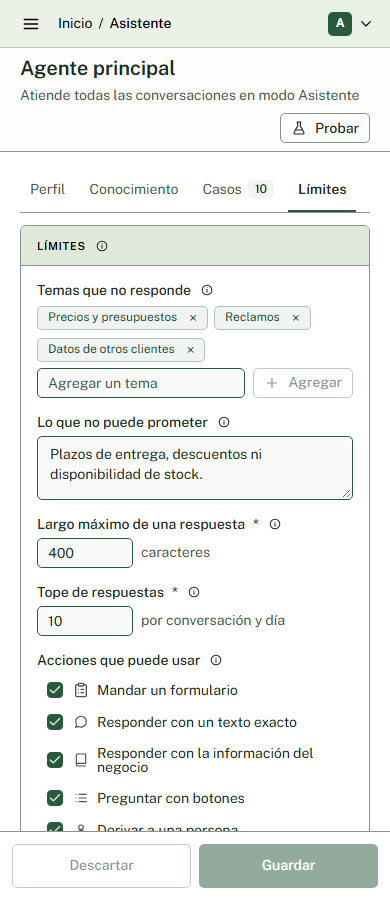 Inicio / Asistente
A
Agente principal
Atiende todas las conversaciones en modo Asistente
Probar
Perfil Conocimiento Casos 10 Límites
LÍMITES
Temas que no responde
Precios y presupuestos × Reclamos ×
Datos de otros clientes ×
Agregar un tema + Agregar
Lo que no puede prometer
Plazos de entrega, descuentos ni
disponibilidad de stock.
Largo máximo de una respuesta *
400 caracteres
Tope de respuestas *
10 por conversación y día
Acciones que puede usar
Mandar un formulario
Responder con un texto exacto
Responder con la información del
negocio
Preguntar con botones
Derivar a una persona
Descartar Guardar